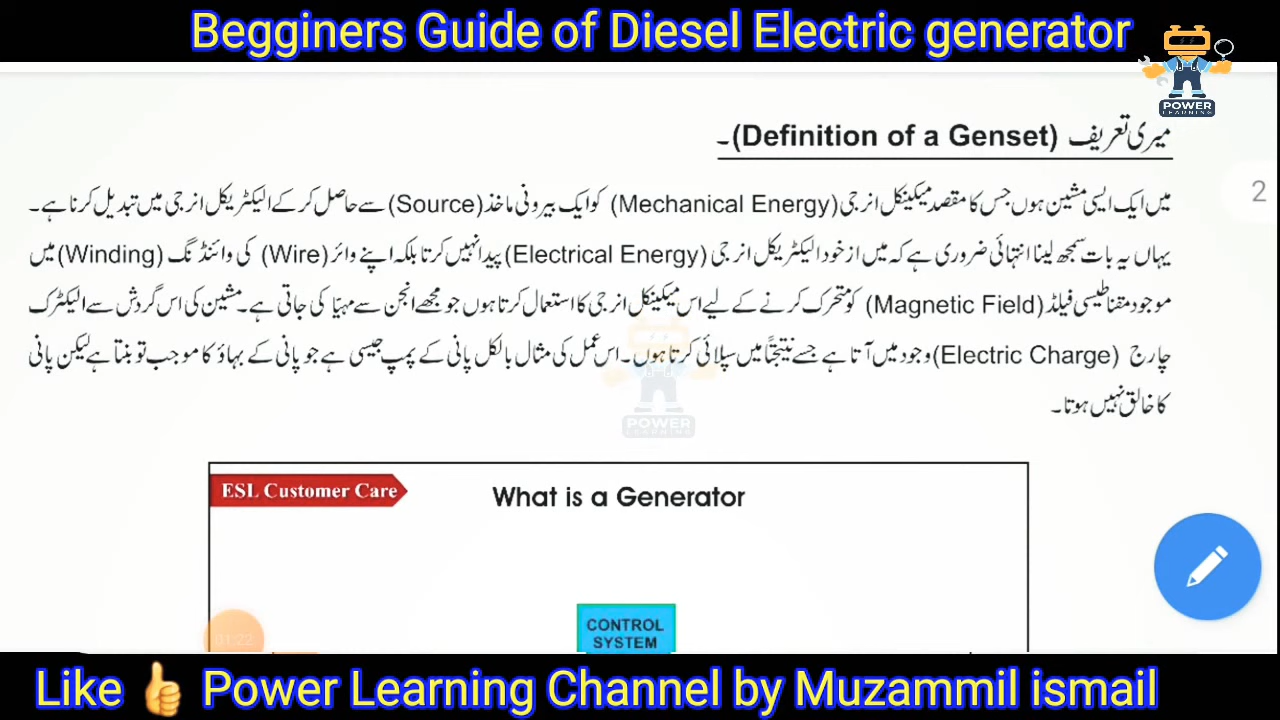 Begginers Guide of Diesel Electric generator
POWER
LEARNING
میری تعریف (Definition of a Genset)۔
2
میں ایک ایسی مشین ہوں جس کا مقصد میکینکل انرجی (Mechanical Energy) کو ایک بیرونی ماخذ (Source) سے حاصل کر کے الیکٹریکل انرجی میں تبدیل کرنا ہے۔
یہاں یہ بات سمجھ لینا انتہائی ضروری ہے کہ میں از خود الیکٹریکل انرجی (Electrical Energy) پیدا نہیں کرتا بلکہ اپنے وائر (Wire) کی وائنڈنگ (Winding) میں
موجود مقناطیسی فیلڈ (Magnetic Field) کو متحرک کرنے کے لیے اس میکینکل انرجی کا استعمال کرتا ہوں جو مجھے انجن سے مہیّا کی جاتی ہے۔ مشین کی اس گردش سے الیکٹرک
چارج (Electric Charge) وجود میں آتا ہے جسے نتیجتاً میں سپلائی کرتا ہوں۔ اس عمل کی مثال بالکل پانی کے پمپ جیسی ہے جو پانی کے بہاؤ کا موجب تو بنتا ہے لیکن پانی
کا خالق نہیں ہوتا۔
POWER
LEARNING
ESL Customer Care
What is a Generator
CONTROL
SYSTEM
01:22
Like 👍 Power Learning Channel by Muzammil ismail